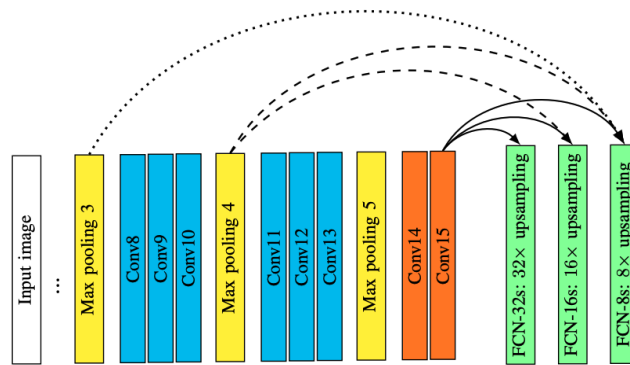 Input image
...
Max pooling 3
Conv8
Conv9
Conv10
Max pooling 4
Conv11
Conv12
Conv13
Max pooling 5
Conv14
Conv15
FCN-32s: 32× upsampling
FCN-16s: 16× upsampling
FCN-8s: 8× upsampling